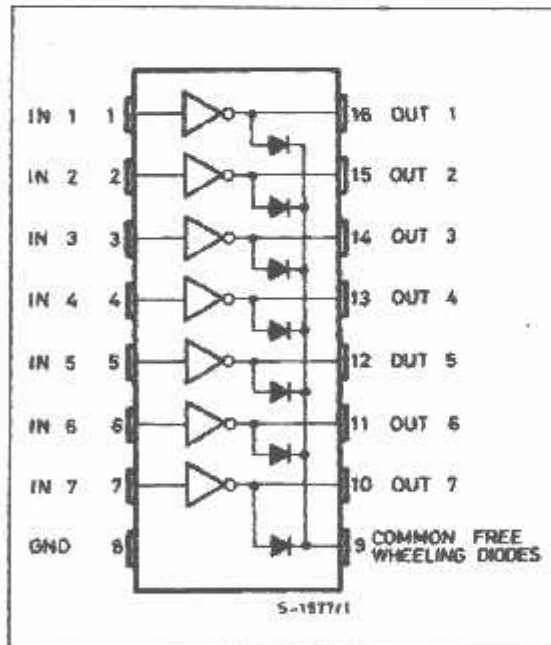 IN 1 1 16 OUT 1
IN 2 2 15 OUT 2
IN 3 3 14 OUT 3
IN 4 4 13 OUT 4
IN 5 5 12 OUT 5
IN 6 6 11 OUT 6
IN 7 7 10 OUT 7
GND 8 9 COMMON FREE
WHEELING DIODES
S-1977/1